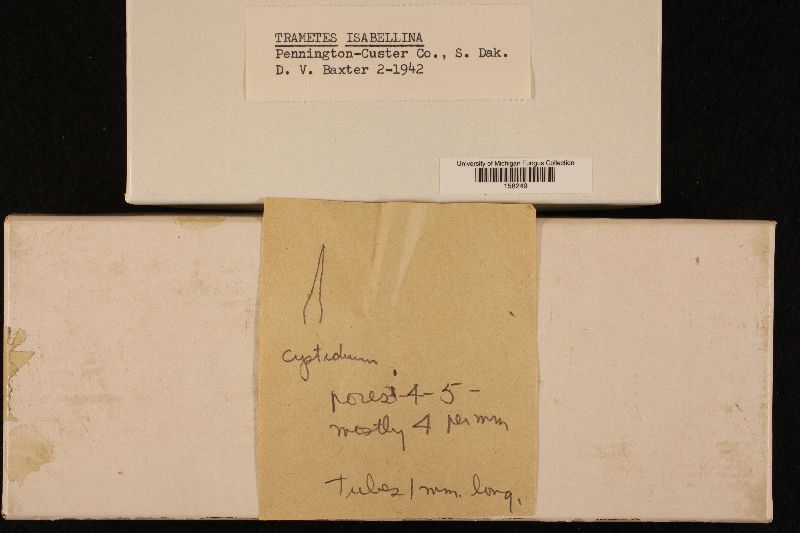 TRAMETES ISABELLINA
Pennington-Custer Co., S. Dak.
D. V. Baxter 2-1942
University of Michigan Fungus Collection
158249
cystidium
pores 4-5-
mostly 4 per mm
Tubes 1 mm. long.